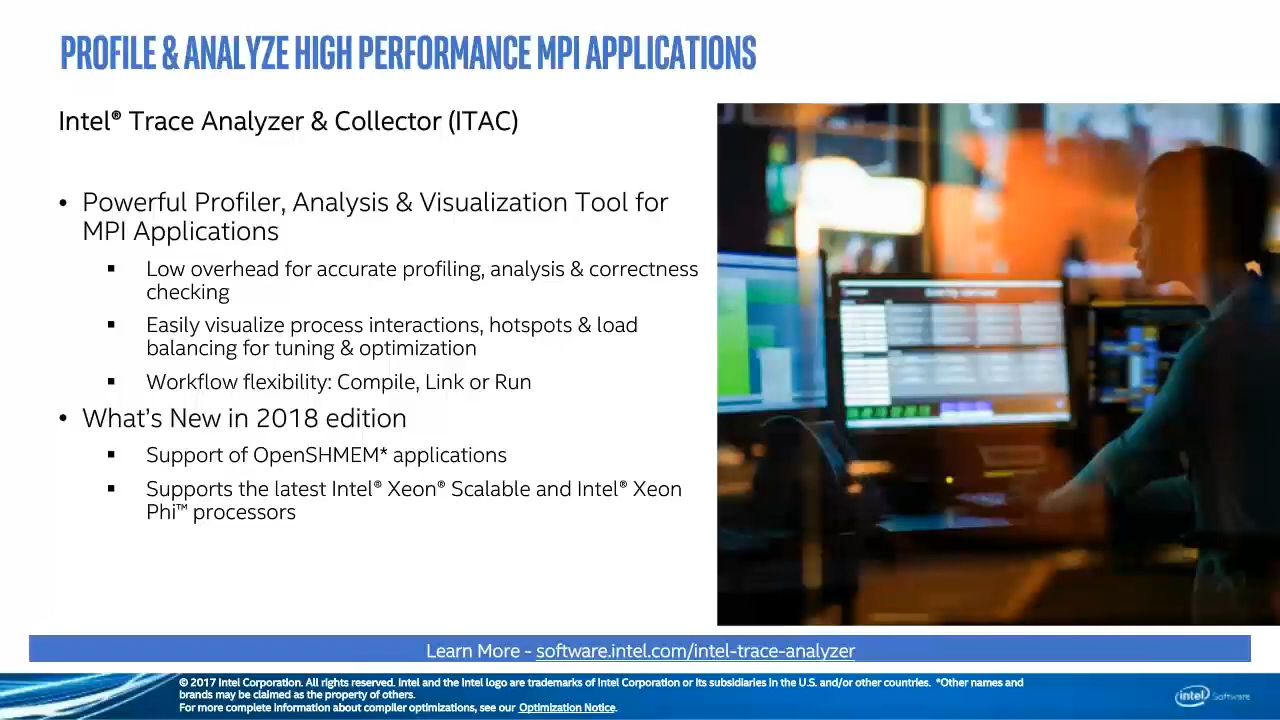 PROFILE & ANALYZE HIGH PERFORMANCE MPI APPLICATIONS
Intel® Trace Analyzer & Collector (ITAC)
• Powerful Profiler, Analysis & Visualization Tool for
MPI Applications
▪ Low overhead for accurate profiling, analysis & correctness
checking
▪ Easily visualize process interactions, hotspots & load
balancing for tuning & optimization
▪ Workflow flexibility: Compile, Link or Run
• What’s New in 2018 edition
▪ Support of OpenSHMEM* applications
▪ Supports the latest Intel® Xeon® Scalable and Intel® Xeon
Phi™ processors
Learn More - software.intel.com/intel-trace-analyzer
© 2017 Intel Corporation. All rights reserved. Intel and the Intel logo are trademarks of Intel Corporation or its subsidiaries in the U.S. and/or other countries. *Other names and
brands may be claimed as the property of others.
For more complete information about compiler optimizations, see our Optimization Notice.
intel Software